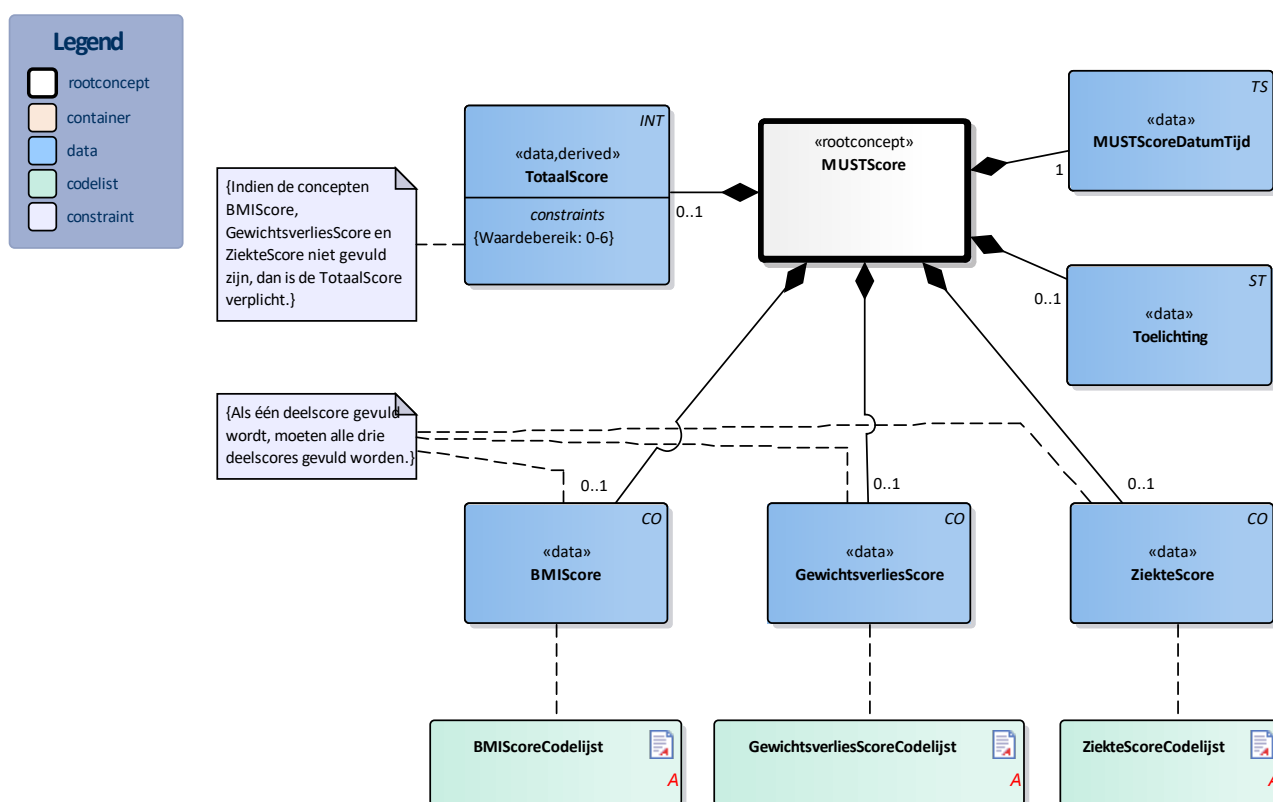 Legend
rootconcept
container
data
codelist
constraint
{Indien de concepten
BMIScore,
GewichtsverliesScore en
ZiekteScore niet gevuld
zijn, dan is de TotaalScore
verplicht.}
INT
«data,derived»
TotaalScore
constraints
{Waardebereik: 0-6}
0..1
«rootconcept»
MUSTScore
TS
«data»
MUSTScoreDatumTijd
1
ST
«data»
Toelichting
0..1
{Als één deelscore gevuld
wordt, moeten alle drie
deelscores gevuld worden.}
0..1
0..1
0..1
CO
«data»
BMIScore
CO
«data»
GewichtsverliesScore
CO
«data»
ZiekteScore
BMIScoreCodelijst
A
GewichtsverliesScoreCodelijst
A
ZiekteScoreCodelijst
A